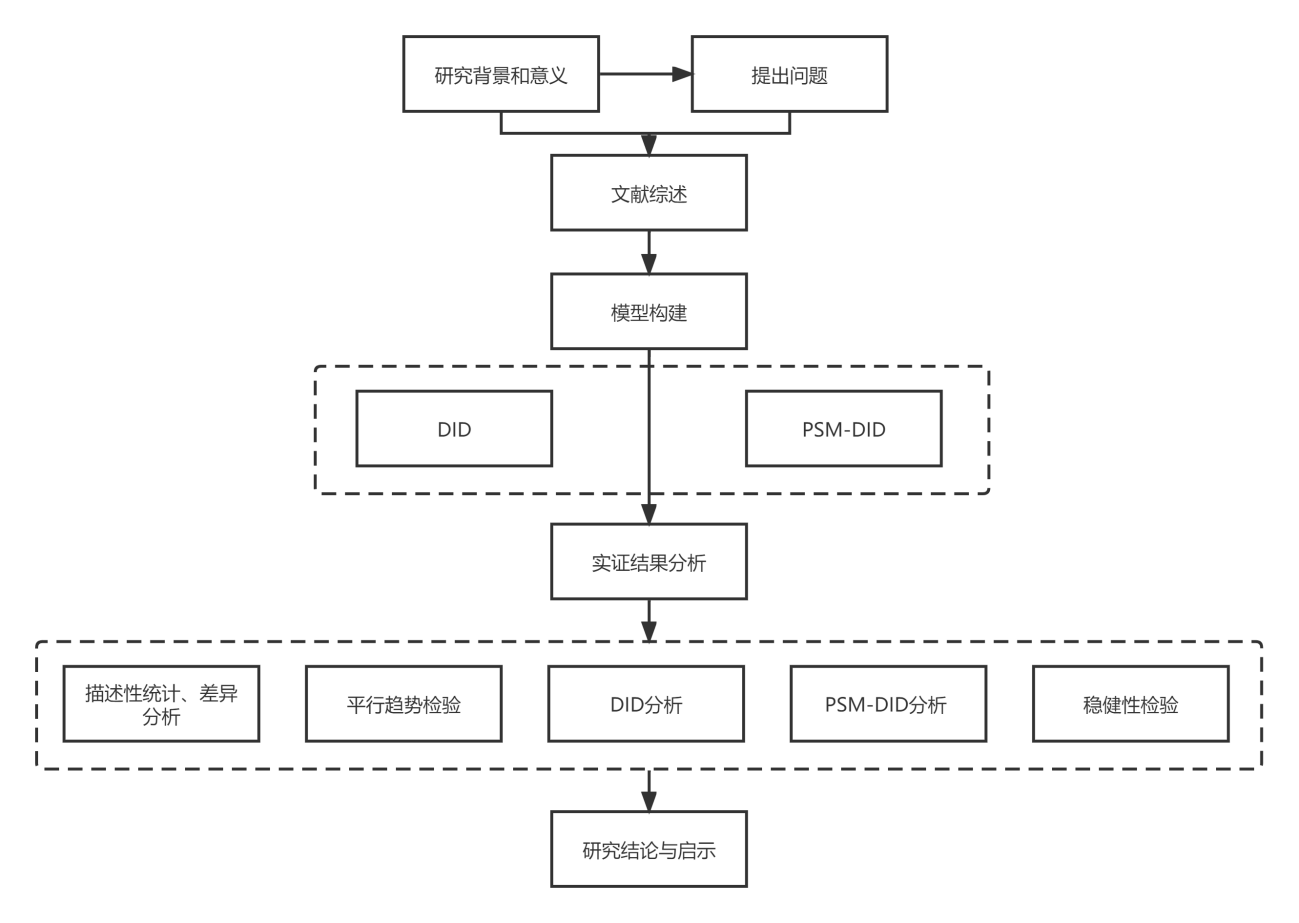 研究背景和意义
提出问题
文献综述
模型构建
DID
PSM-DID
实证结果分析
描述性统计、差异
分析
平行趋势检验
DID分析
PSM-DID分析
稳健性检验
研究结论与启示